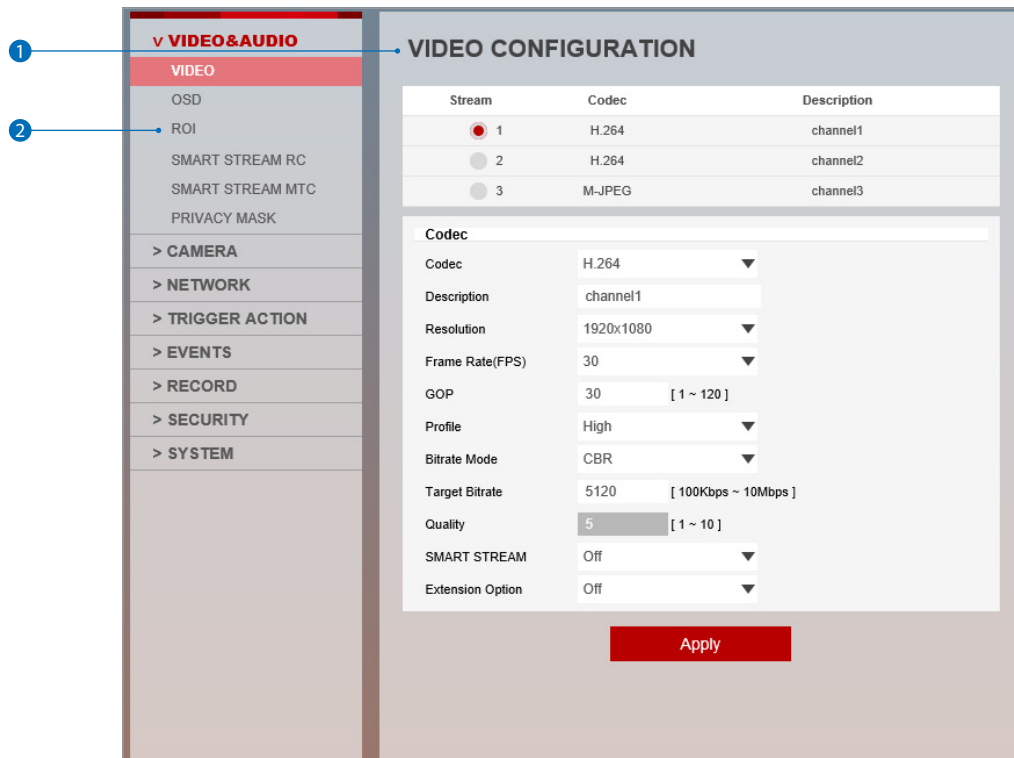 1
v VIDEO&AUDIO
VIDEO
OSD
2
ROI
SMART STREAM RC
SMART STREAM MTC
PRIVACY MASK
> CAMERA
> NETWORK
> TRIGGER ACTION
> EVENTS
> RECORD
> SECURITY
> SYSTEM
VIDEO CONFIGURATION
Stream Codec Description
1 H.264 channel1
2 H.264 channel2
3 M-JPEG channel3
Codec
Codec H.264
Description channel1
Resolution 1920x1080
Frame Rate(FPS) 30
GOP 30 [ 1 ~ 120 ]
Profile High
Bitrate Mode CBR
Target Bitrate 5120 [ 100Kbps ~ 10Mbps ]
Quality 5 [ 1 ~ 10 ]
SMART STREAM Off
Extension Option Off
Apply